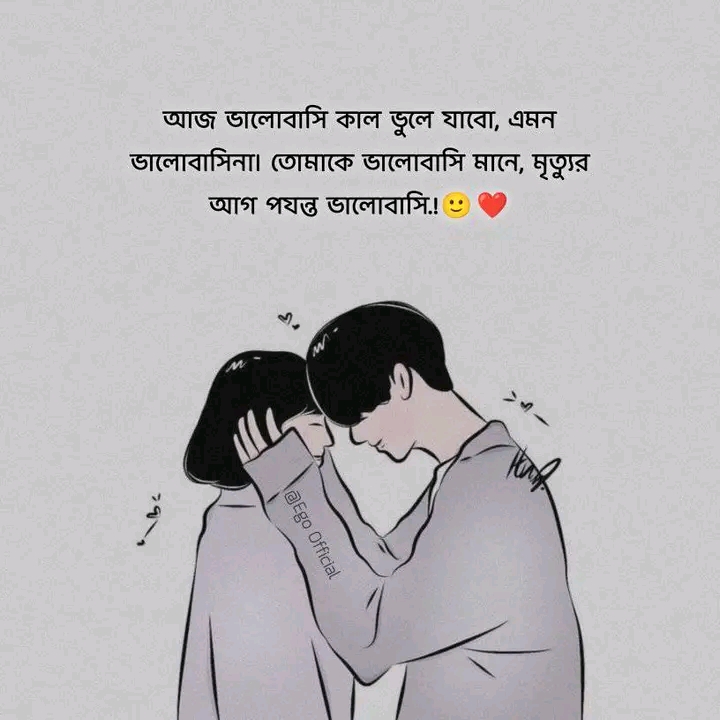 আজ ভালোবাসি কাল ভুলে যাবো, এমন
ভালোবাসিনা। তোমাকে ভালোবাসি মানে, মৃত্যুর
আগ পযন্ত ভালোবাসি.!🙂❤️
@Ego Official